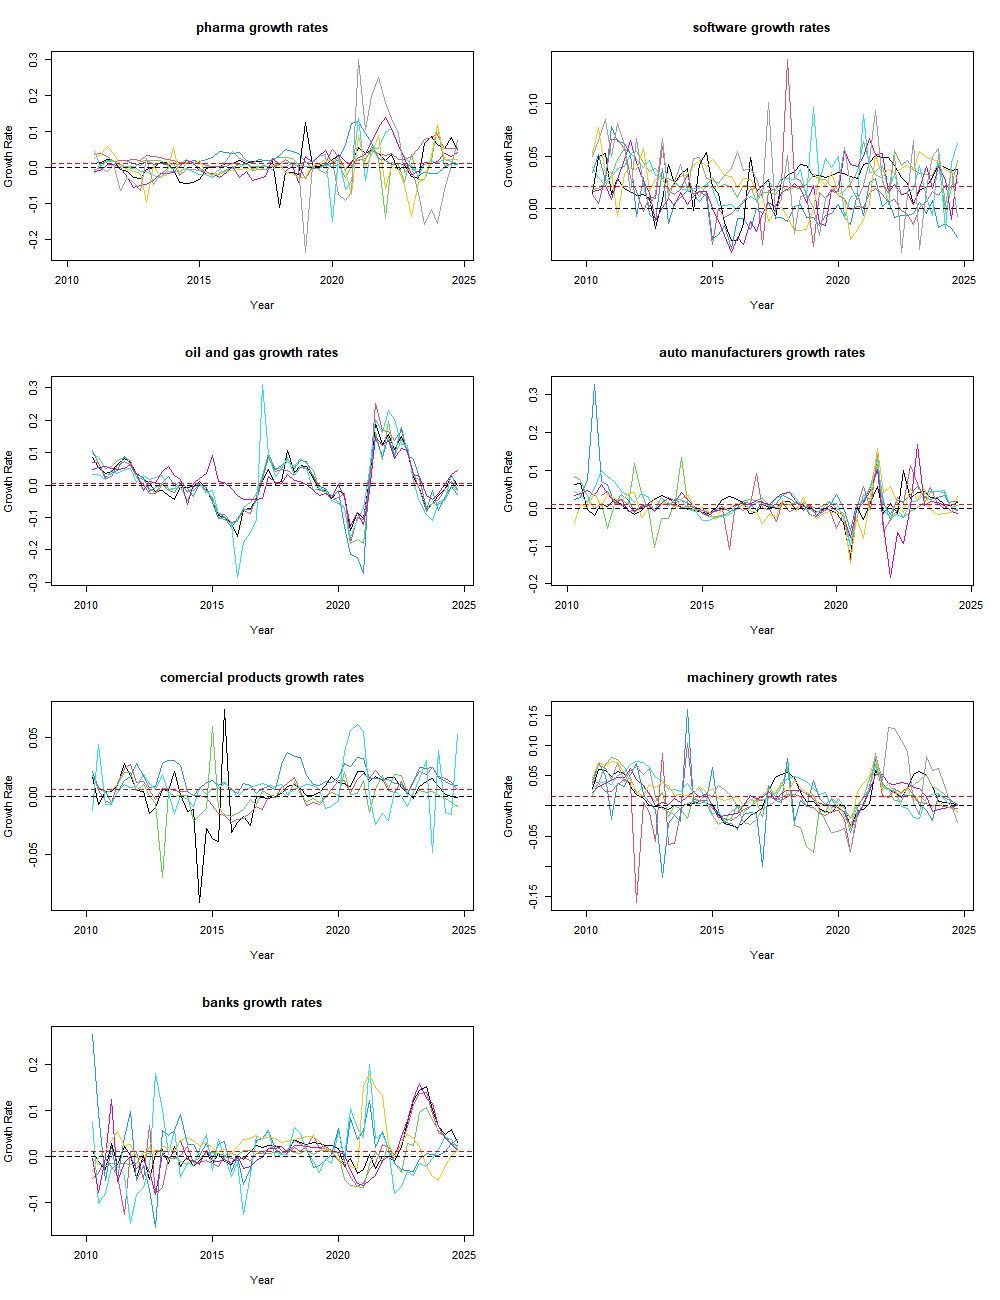 pharma growth rates
Growth Rate
0.3
0.2
0.1
0.0
-0.1
-0.2
2010 2015 2020 2025
Year
software growth rates
Growth Rate
0.10
0.05
0.00
2010 2015 2020 2025
Year
oil and gas growth rates
Growth Rate
0.3
0.2
0.1
0.0
-0.1
-0.2
-0.3
2010 2015 2020 2025
Year
auto manufacturers growth rates
Growth Rate
0.3
0.2
0.1
0.0
-0.1
-0.2
2010 2015 2020 2025
Year
comercial products growth rates
Growth Rate
0.05
0.00
-0.05
2010 2015 2020 2025
Year
machinery growth rates
Growth Rate
0.15
0.10
0.05
0.00
-0.05
-0.15
2010 2015 2020 2025
Year
banks growth rates
Growth Rate
0.2
0.1
0.0
-0.1
2010 2015 2020 2025
Year